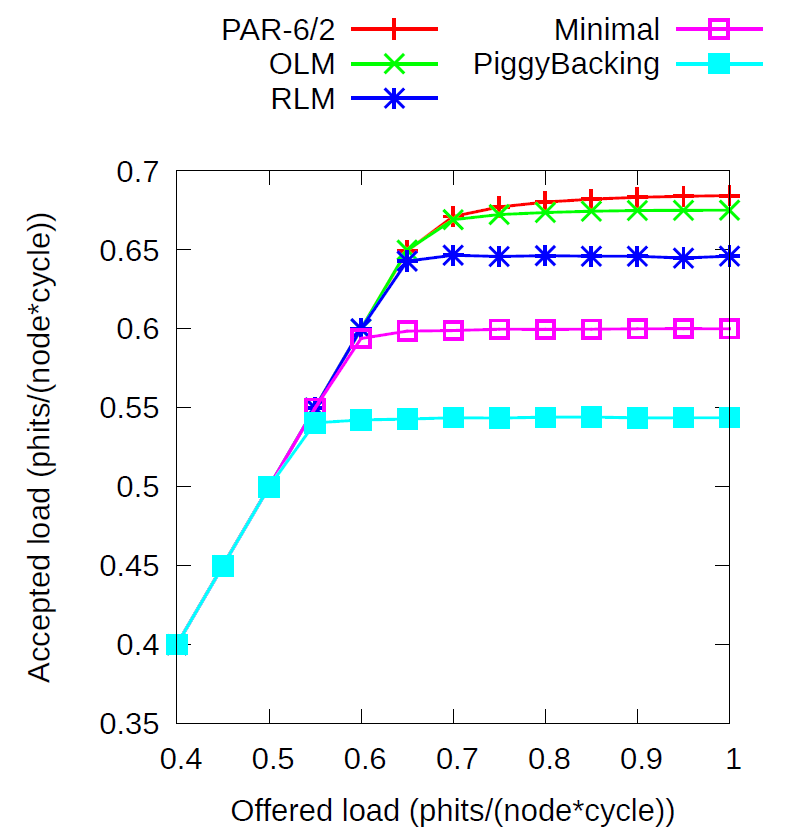 PAR-6/2
OLM
RLM
Minimal
PiggyBacking
0.7
0.65
0.6
0.55
0.5
0.45
0.4
0.35
0.4 0.5 0.6 0.7 0.8 0.9 1
Accepted load (phits/(node*cycle))
Offered load (phits/(node*cycle))